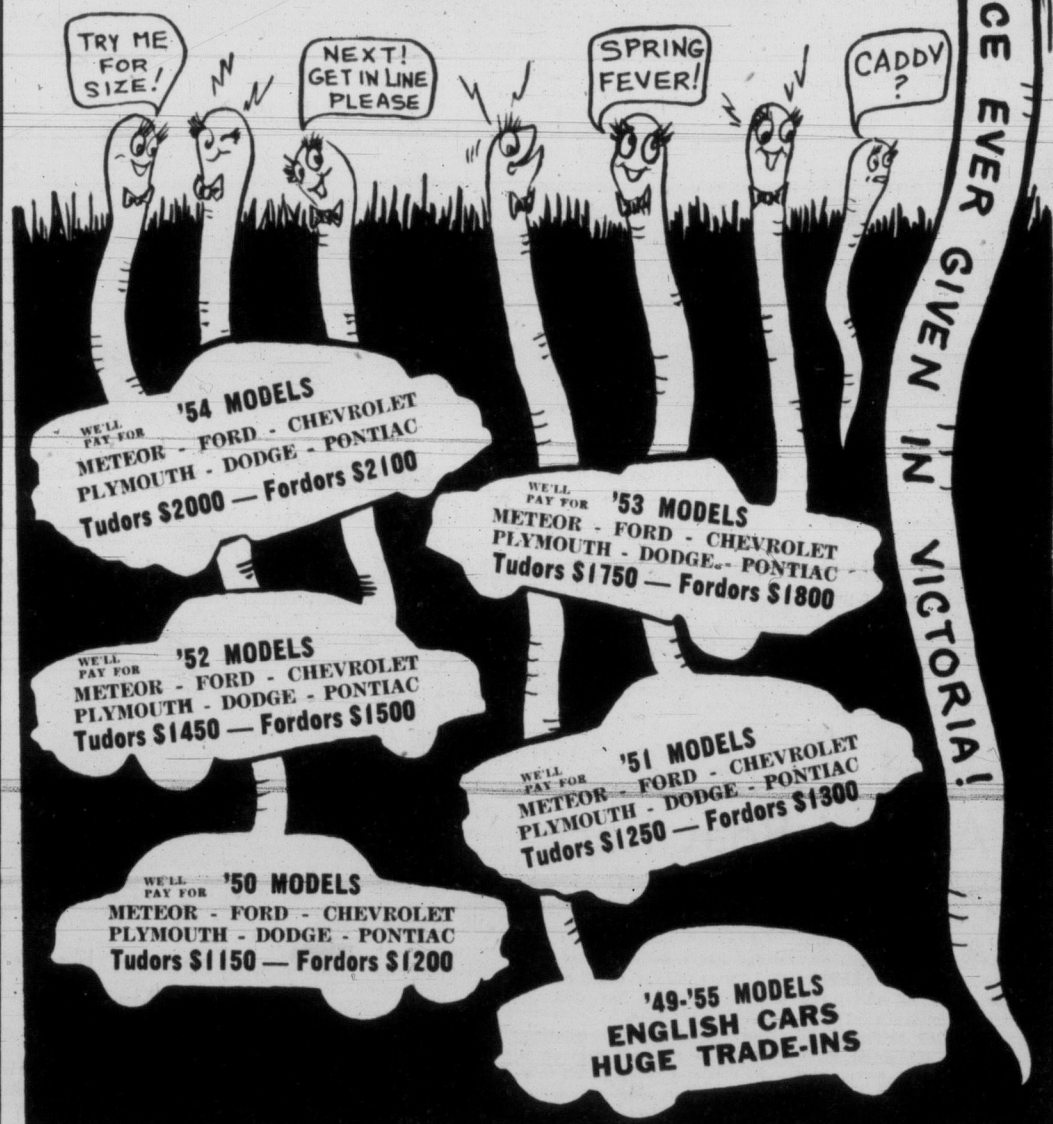 TRY ME
FOR
SIZE!
NEXT!
GET IN LINE
PLEASE
SPRING
FEVER!
CADDY
?
CE EVER GIVEN IN VICTORIA!
WE'LL
PAY FOR '54 MODELS
METEOR - FORD - CHEVROLET
PLYMOUTH - DODGE - PONTIAC
Tudors $2000 — Fordors $2100
WE'LL
PAY FOR '53 MODELS
METEOR - FORD - CHEVROLET
PLYMOUTH - DODGE - PONTIAC
Tudors $1750 — Fordors $1800
WE'LL
PAY FOR '52 MODELS
METEOR - FORD - CHEVROLET
PLYMOUTH - DODGE - PONTIAC
Tudors $1450 — Fordors $1500
WE'LL
PAY FOR '51 MODELS
METEOR - FORD - CHEVROLET
PLYMOUTH - DODGE - PONTIAC
Tudors $1250 — Fordors $1300
WE'LL
PAY FOR '50 MODELS
METEOR - FORD - CHEVROLET
PLYMOUTH - DODGE - PONTIAC
Tudors $1150 — Fordors $1200
'49-'55 MODELS
ENGLISH CARS
HUGE TRADE-INS